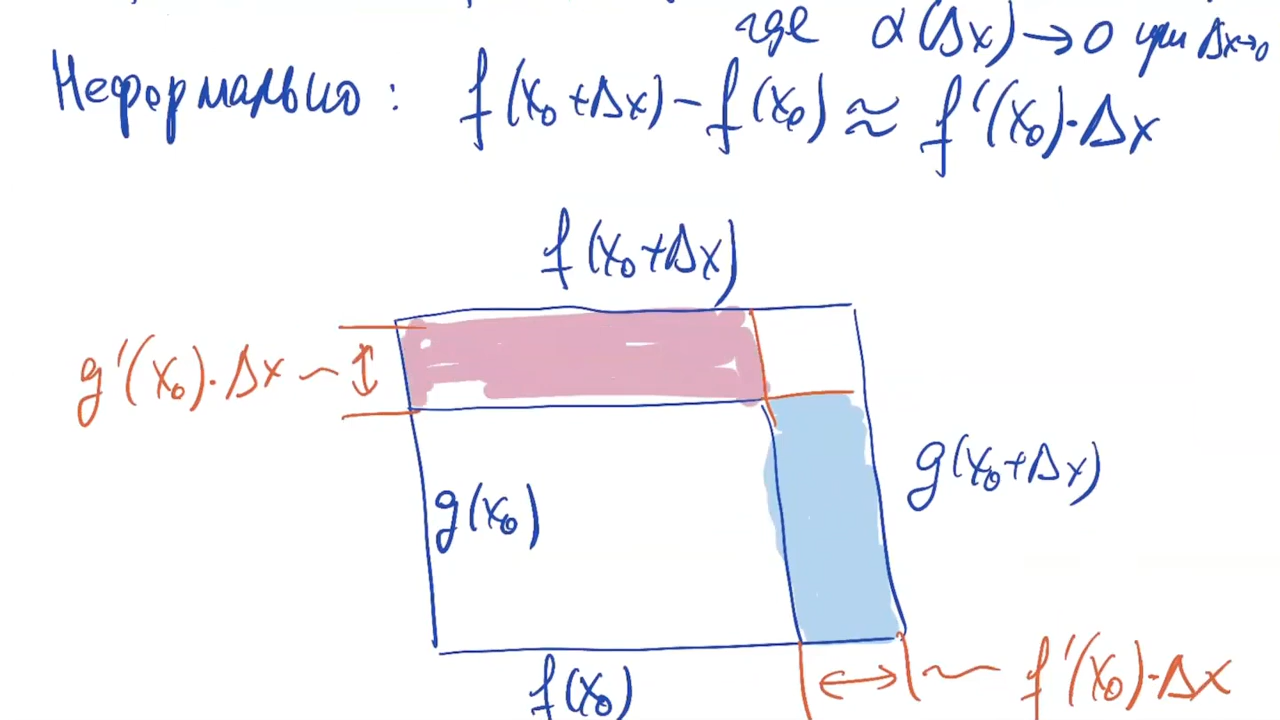 где α(Δx)→0 при Δx→0
Неформально: f(x₀+Δx)−f(x₀)≈f'(x₀)·Δx
f(x₀+Δx)
g'(x₀)·Δx ~
g(x₀+Δx)
g(x₀)
f(x₀)
~ f'(x₀)·Δx